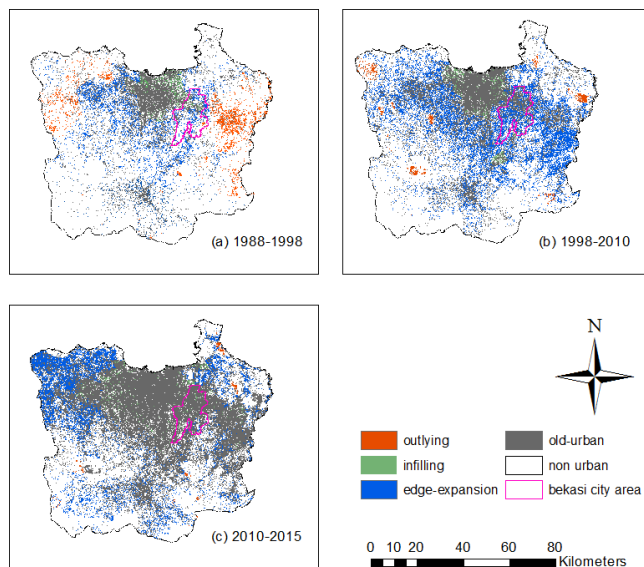 (a) 1988-1998
(b) 1998-2010
(c) 2010-2015
N
outlying
old-urban
infilling
non urban
edge-expansion
bekasi city area
0 10 20 40 60 80
Kilometers